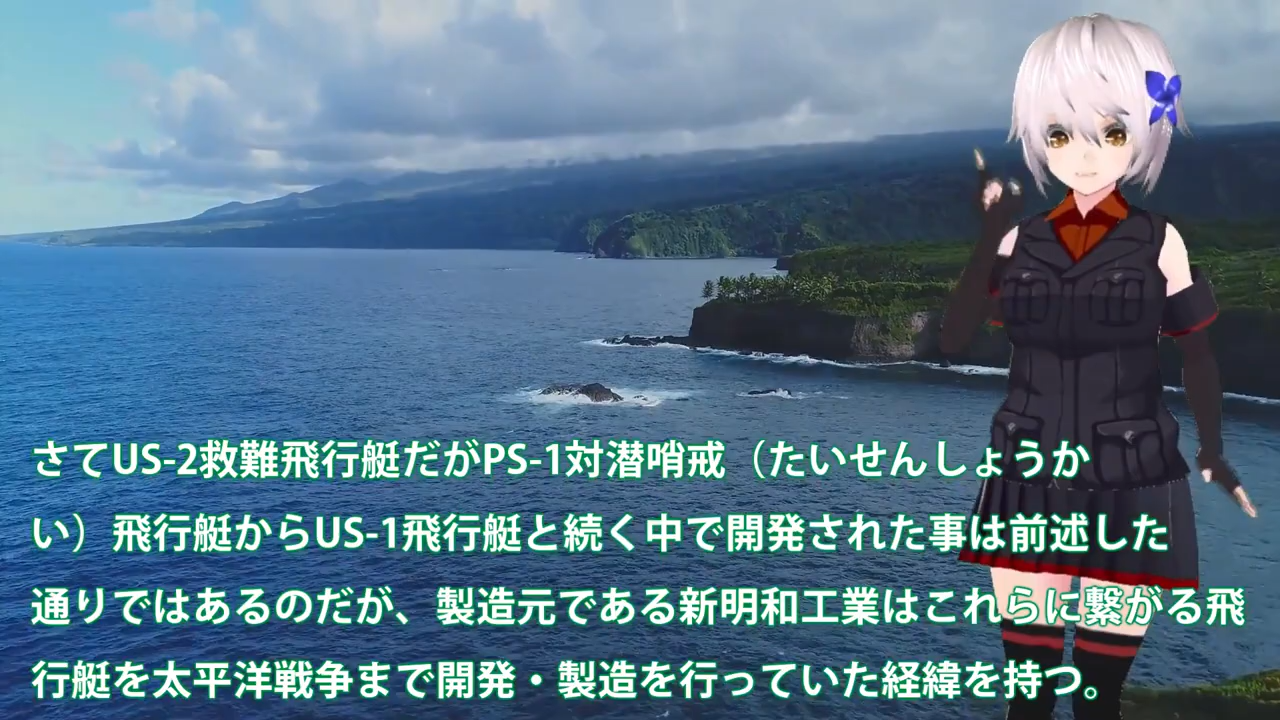 さてUS-2救難飛行艇だがPS-1対潜哨戒（たいせんしょうか
い）飛行艇からUS-1飛行艇と続く中で開発された事は前述した
通りではあるのだが、製造元である新明和工業はこれらに繋がる飛
行艇を太平洋戦争まで開発・製造を行っていた経緯を持つ。